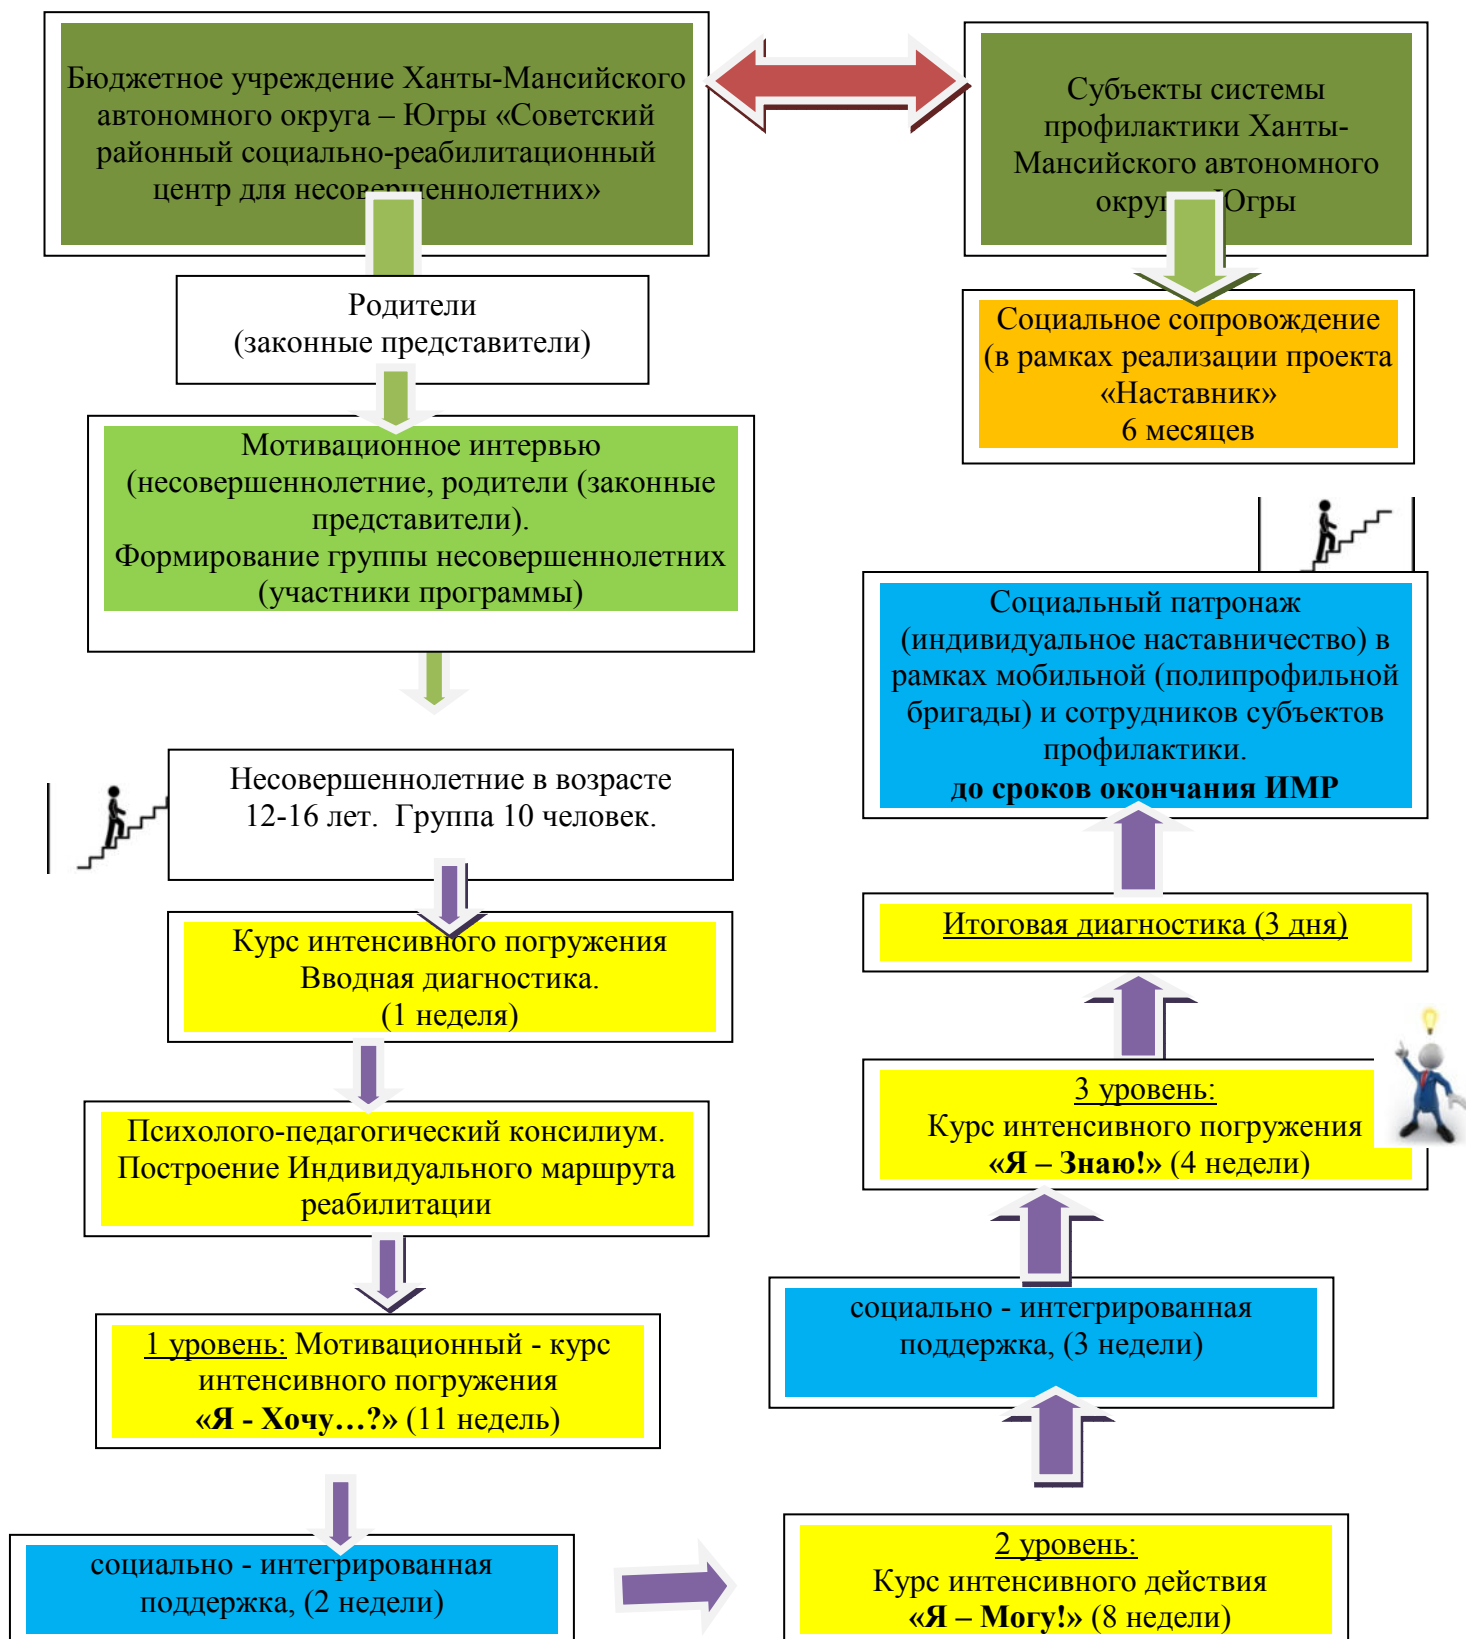 Бюджетное учреждение Ханты-Мансийского
автономного округа – Югры «Советский
районный социально-реабилитационный
центр для несовершеннолетних»
Субъекты системы
профилактики Ханты-
Мансийского автономного
округа – Югры
Родители
(законные представители)
Социальное сопровождение
(в рамках реализации проекта
«Наставник»
6 месяцев
Мотивационное интервью
(несовершеннолетние, родители (законные
представители).
Формирование группы несовершеннолетних
(участники программы)
Социальный патронаж
(индивидуальное наставничество) в
рамках мобильной (полипрофильной
бригады) и сотрудников субъектов
профилактики.
до сроков окончания ИМР
Несовершеннолетние в возрасте
12-16 лет. Группа 10 человек.
Курс интенсивного погружения
Вводная диагностика.
(1 неделя)
Итоговая диагностика (3 дня)
Психолого-педагогический консилиум.
Построение Индивидуального маршрута
реабилитации
3 уровень:
Курс интенсивного погружения
«Я – Знаю!» (4 недели)
1 уровень: Мотивационный - курс
интенсивного погружения
«Я - Хочу…?» (11 недель)
социально - интегрированная
поддержка, (3 недели)
социально - интегрированная
поддержка, (2 недели)
2 уровень:
Курс интенсивного действия
«Я – Могу!» (8 недели)